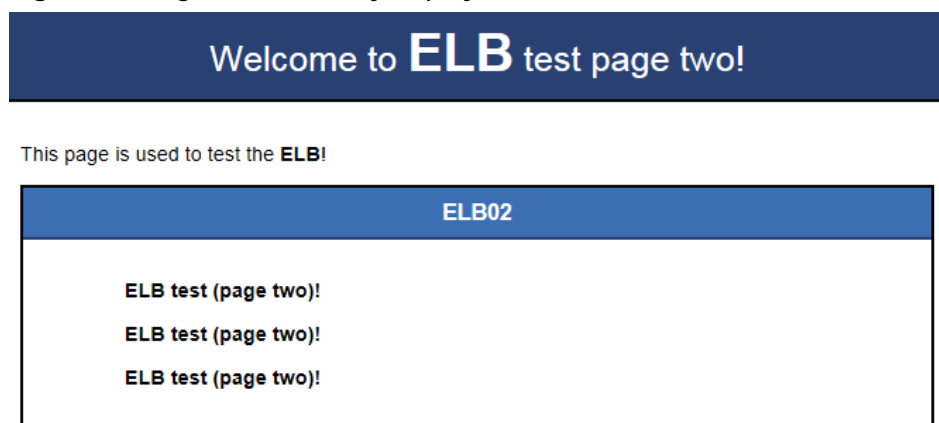 Welcome to ELB test page two!
This page is used to test the ELB!
ELB02
ELB test (page two)!
ELB test (page two)!
ELB test (page two)!